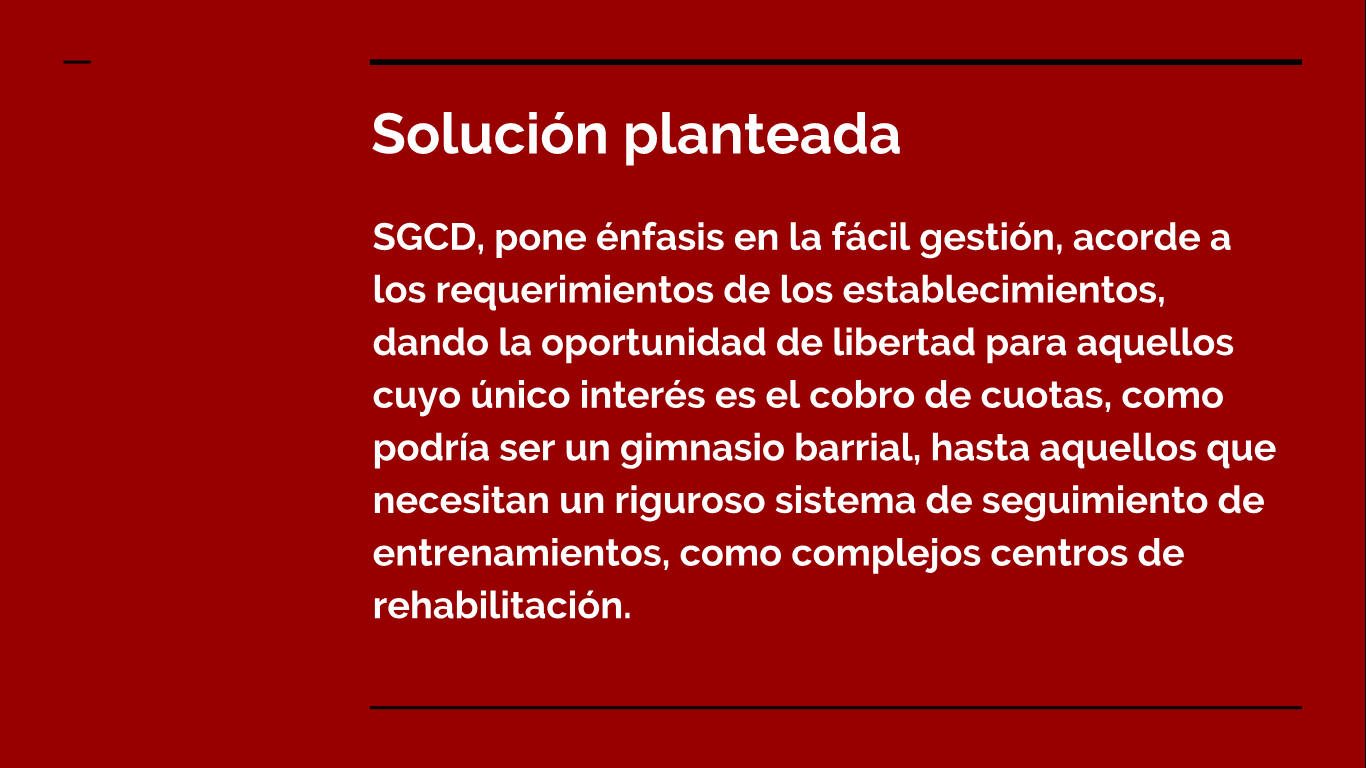 Solución planteada
SGCD, pone énfasis en la fácil gestión, acorde a
los requerimientos de los establecimientos,
dando la oportunidad de libertad para aquellos
cuyo único interés es el cobro de cuotas, como
podría ser un gimnasio barrial, hasta aquellos que
necesitan un riguroso sistema de seguimiento de
entrenamientos, como complejos centros de
rehabilitación.